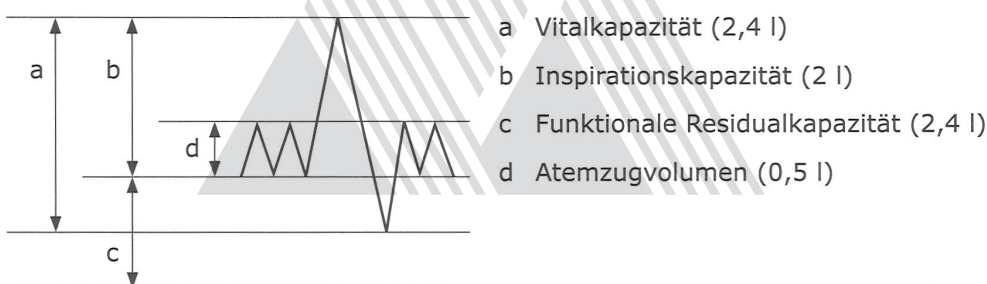 a Vitalkapazität (2,4 l)
a b b Inspirationskapazität (2 l)
d c Funktionale Residualkapazität (2,4 l)
d Atemzugvolumen (0,5 l)
c